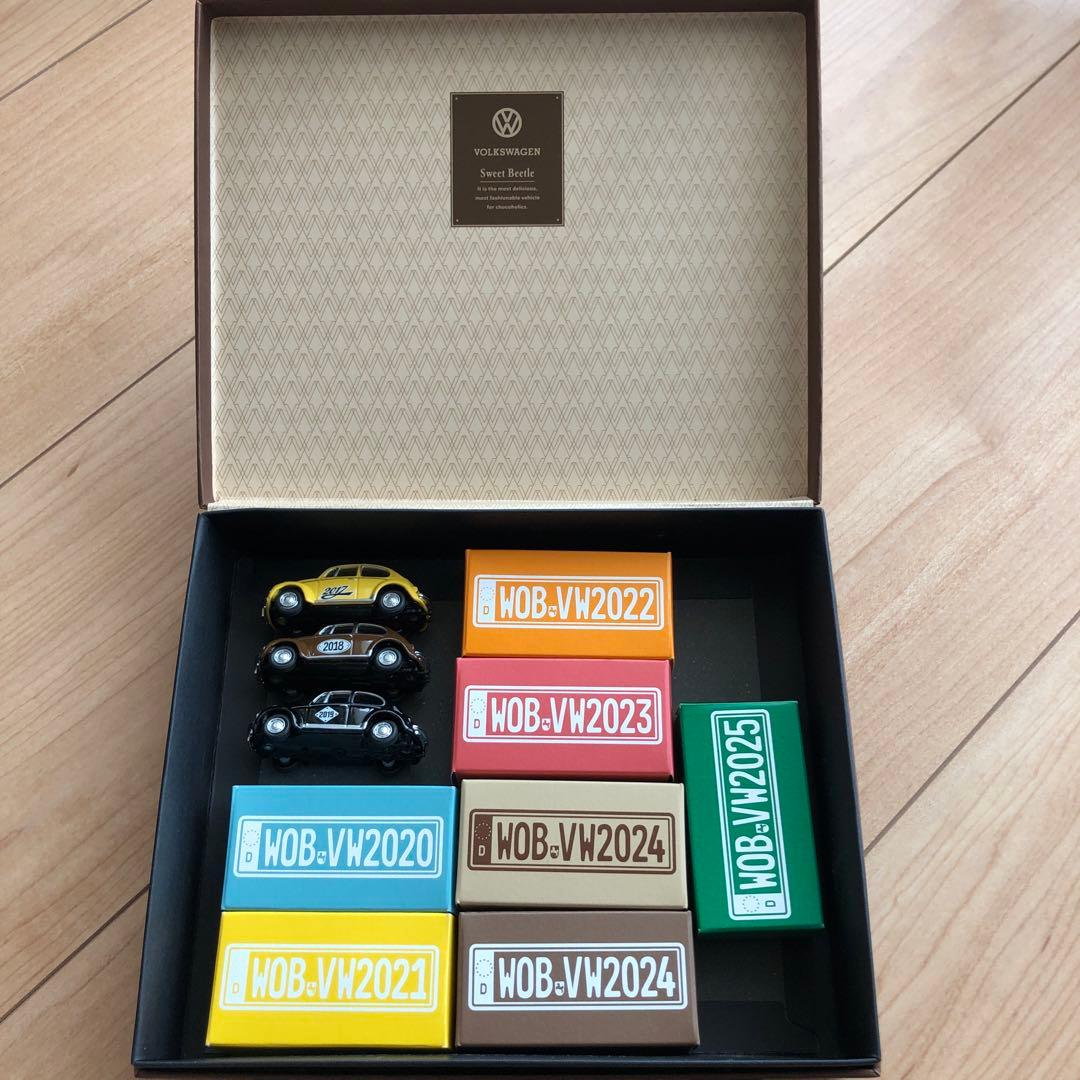 VW
VOLKSWAGEN
Sweet Beetle
It is the most delicious,
most fashionable vehicle
for chocoholics.
2017
2018
2019
D WOB VW2022
D WOB VW2023
D WOB VW2025
D WOB VW2020
D WOB VW2024
D WOB VW2021
D WOB VW2024